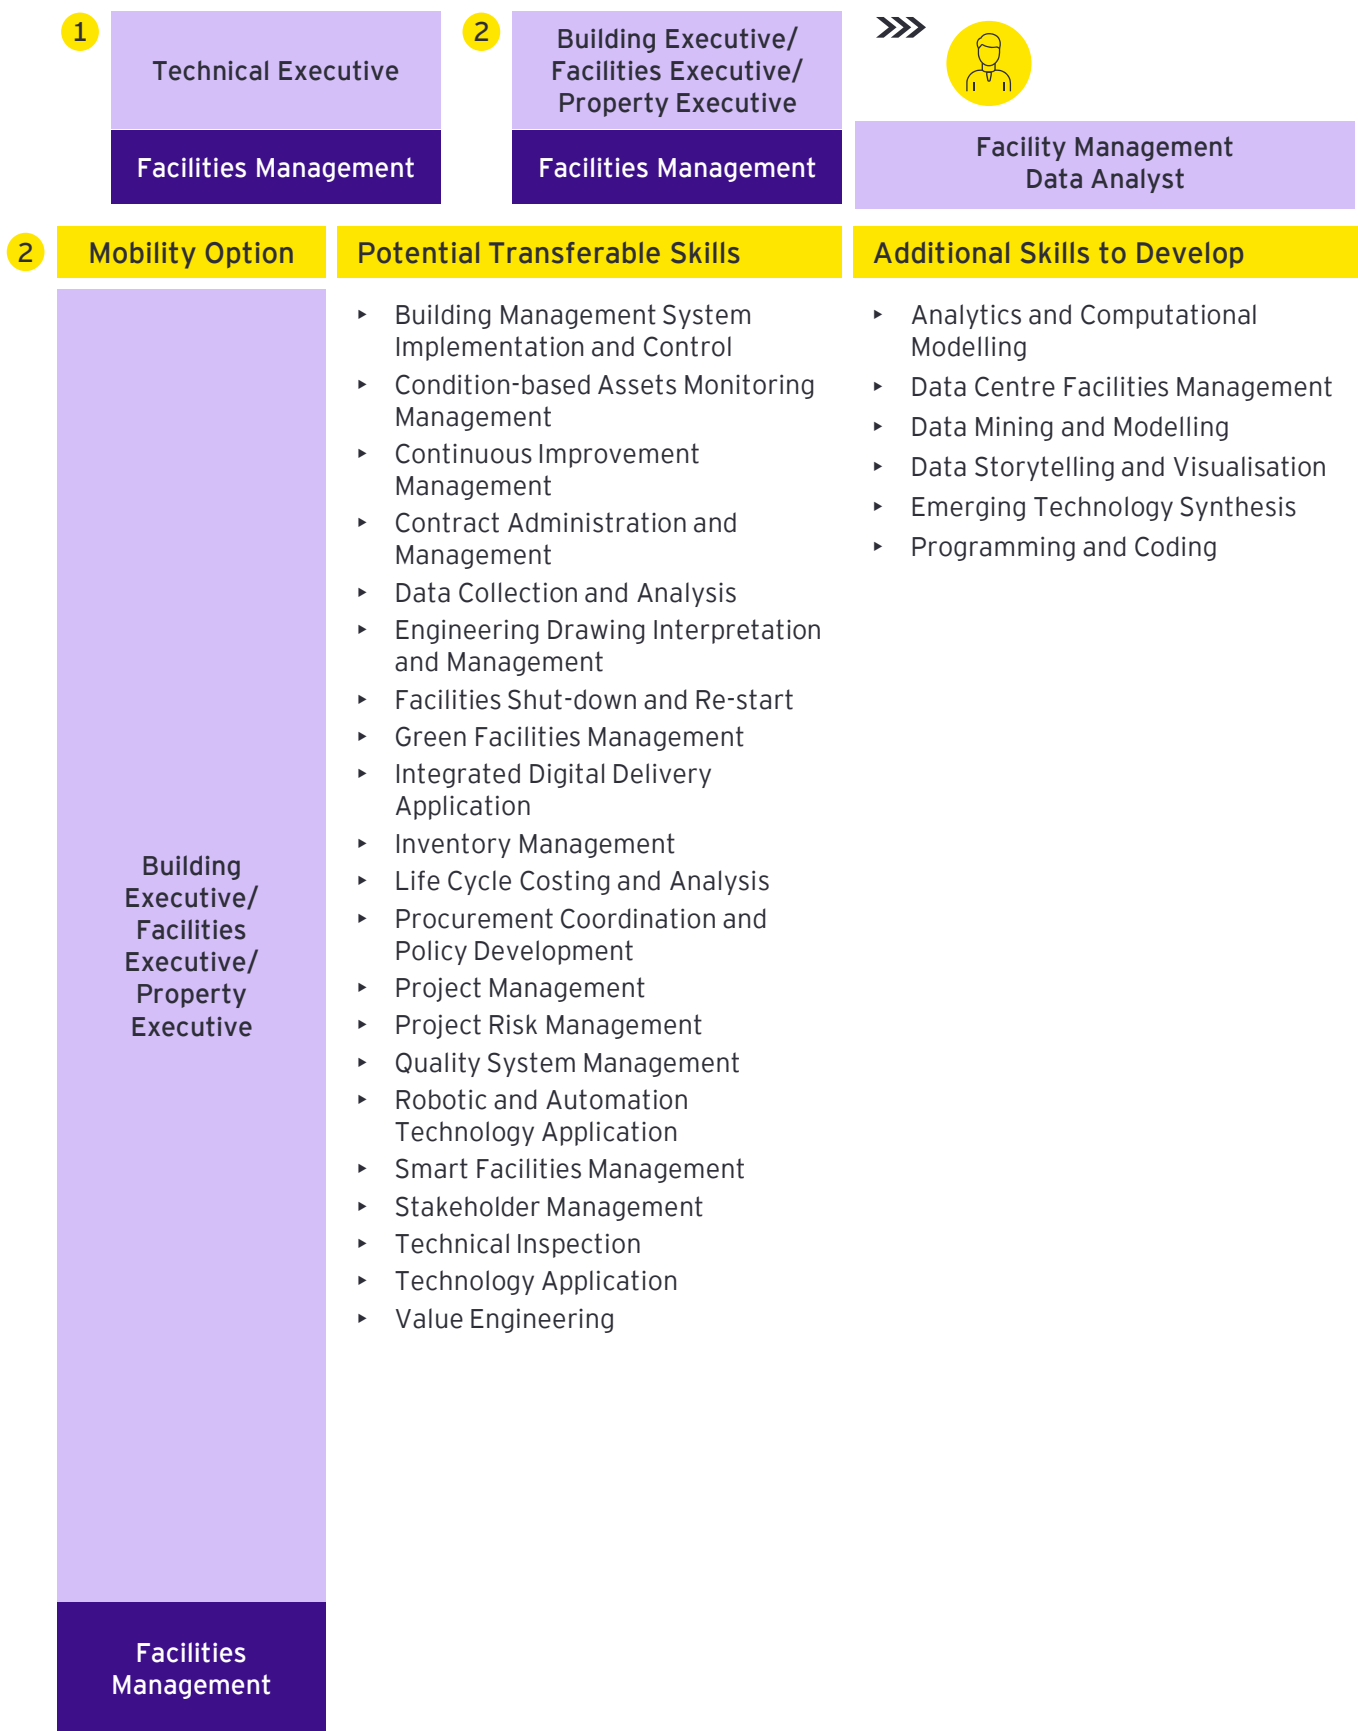 1
Technical Executive
Facilities Management
2
Building Executive/
Facilities Executive/
Property Executive
Facilities Management
Facility Management
Data Analyst
2
Mobility Option
Potential Transferable Skills
Additional Skills to Develop
Building
Executive/
Facilities
Executive/
Property
Executive
Facilities
Management
‣ Building Management System
Implementation and Control
‣ Condition-based Assets Monitoring
Management
‣ Continuous Improvement
Management
‣ Contract Administration and
Management
‣ Data Collection and Analysis
‣ Engineering Drawing Interpretation
and Management
‣ Facilities Shut-down and Re-start
‣ Green Facilities Management
‣ Integrated Digital Delivery
Application
‣ Inventory Management
‣ Life Cycle Costing and Analysis
‣ Procurement Coordination and
Policy Development
‣ Project Management
‣ Project Risk Management
‣ Quality System Management
‣ Robotic and Automation
Technology Application
‣ Smart Facilities Management
‣ Stakeholder Management
‣ Technical Inspection
‣ Technology Application
‣ Value Engineering
‣ Analytics and Computational
Modelling
‣ Data Centre Facilities Management
‣ Data Mining and Modelling
‣ Data Storytelling and Visualisation
‣ Emerging Technology Synthesis
‣ Programming and Coding